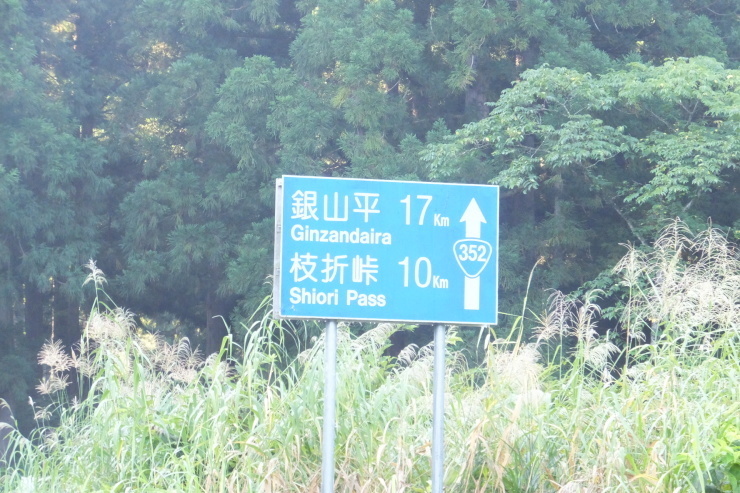 銀山平 17Km
Ginzandaira
352
枝折峠 10Km
Shiori Pass